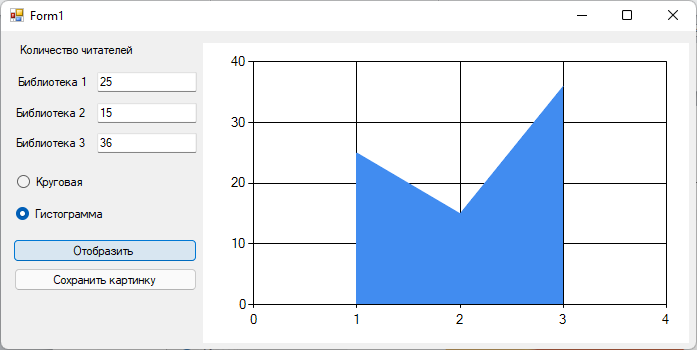 Form1
Количество читателей
Библиотека 1 25
Библиотека 2 15
Библиотека 3 36
Круговая
Гистограмма
Отобразить
Сохранить картинку
40
30
20
10
0
0 1 2 3 4